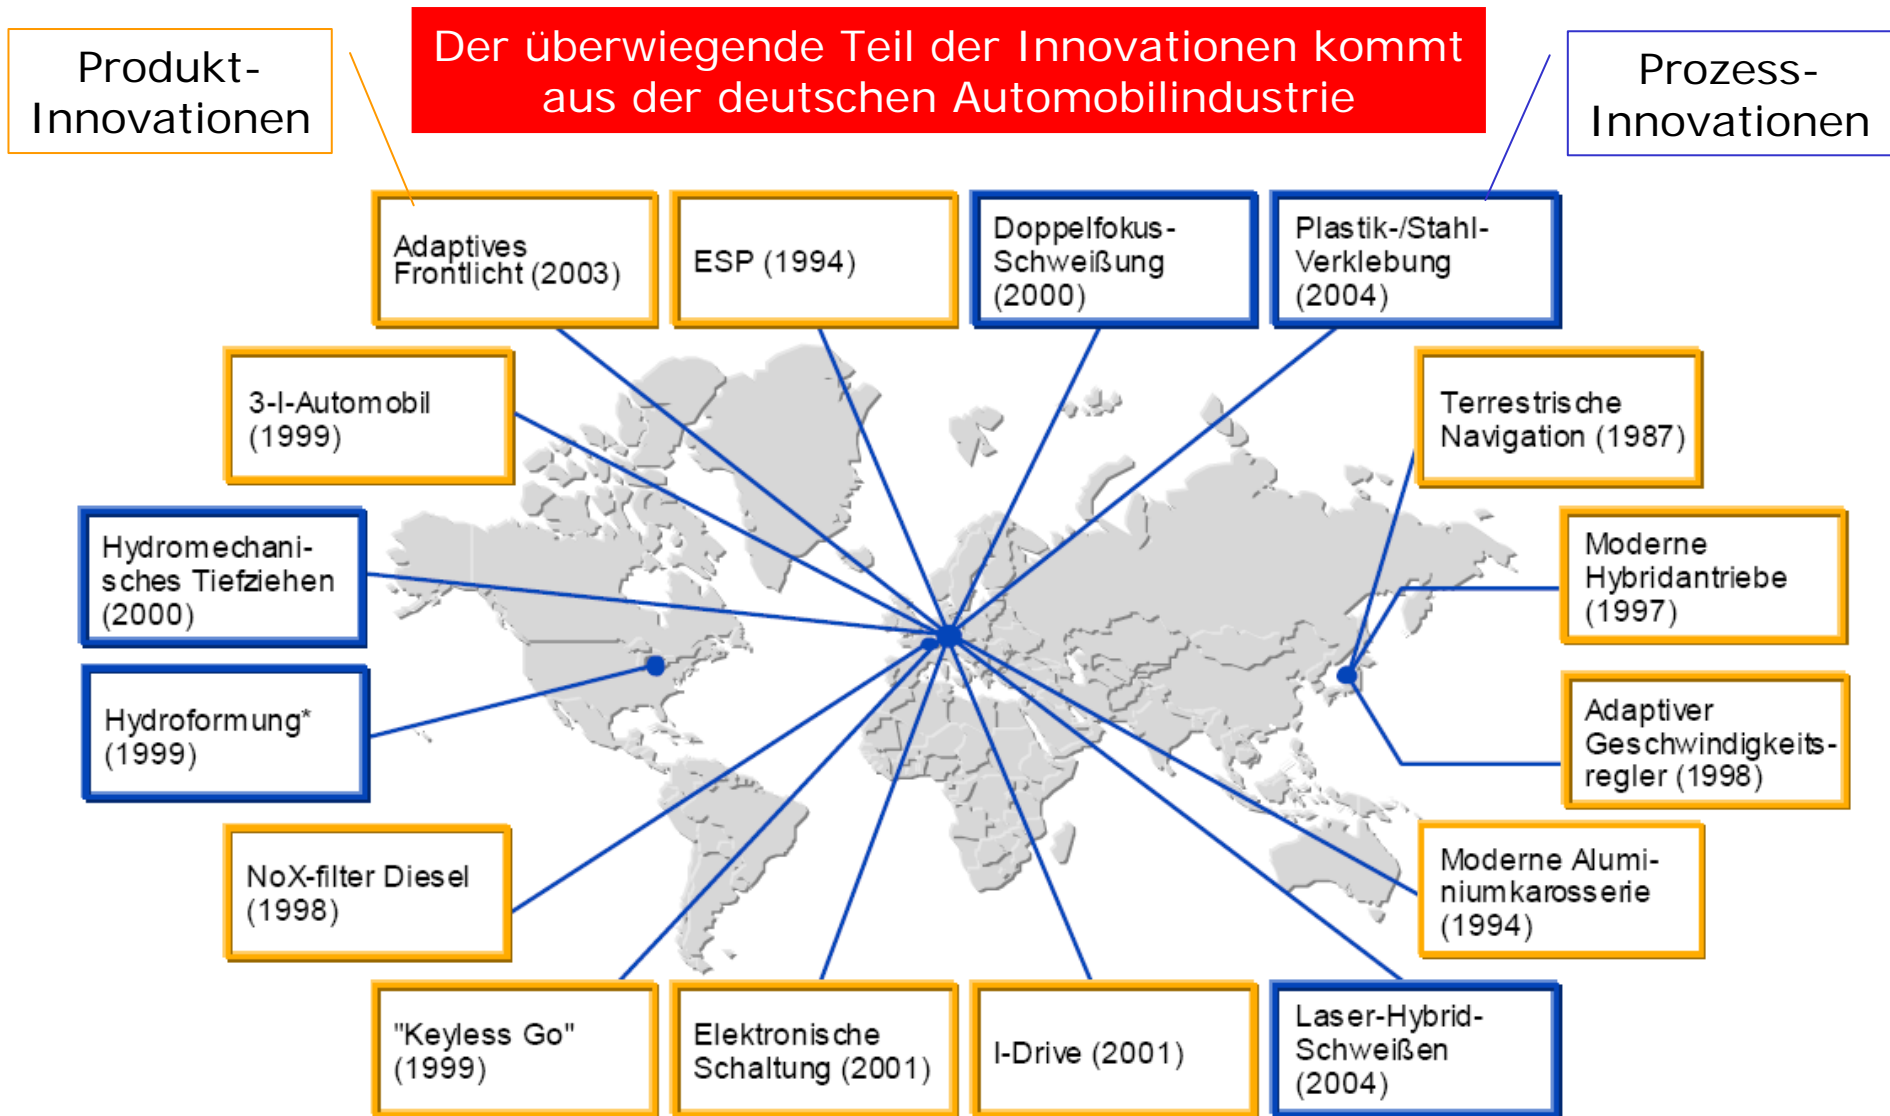 Produkt-
Innovationen
Der überwiegende Teil der Innovationen kommt
aus der deutschen Automobilindustrie
Prozess-
Innovationen
Adaptives
Frontlicht (2003)
ESP (1994)
Doppelfokus-
Schweißung
(2000)
Plastik-/Stahl-
Verklebung
(2004)
3-l-Automobil
(1999)
Terrestrische
Navigation (1987)
Hydromechani-
sches Tiefziehen
(2000)
Moderne
Hybridantriebe
(1997)
Hydroformung*
(1999)
Adaptiver
Geschwindigkeits-
regler (1998)
NoX-filter Diesel
(1998)
Moderne Alumi-
niumkarosserie
(1994)
"Keyless Go"
(1999)
Elektronische
Schaltung (2001)
I-Drive (2001)
Laser-Hybrid-
Schweißen
(2004)